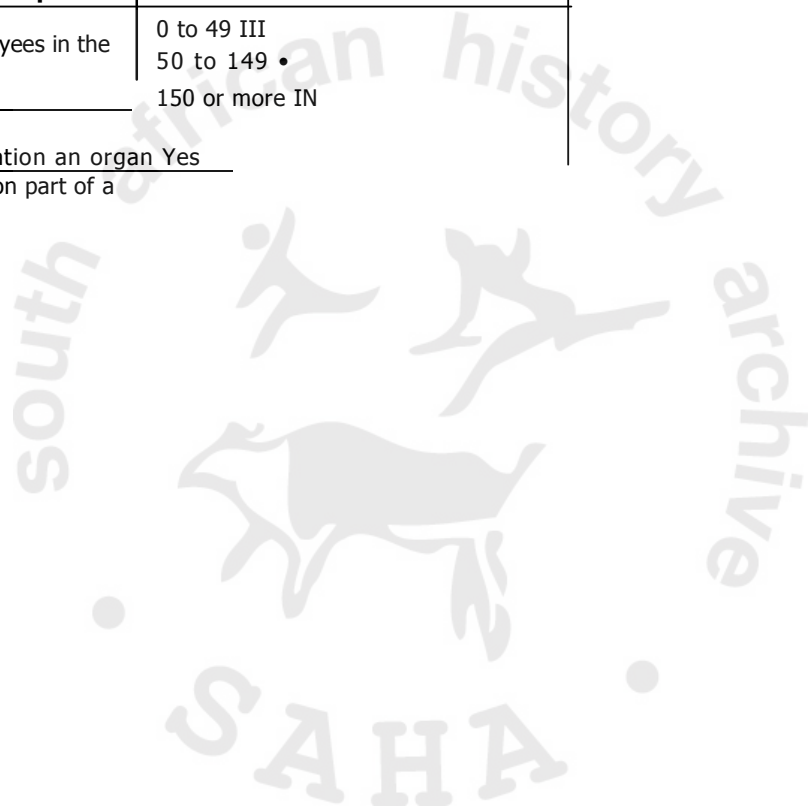 yees in the
0 to 49 III
50 to 149 •
150 or more IN
ation an organ Yes
on part of a
south african history archive
SAHA